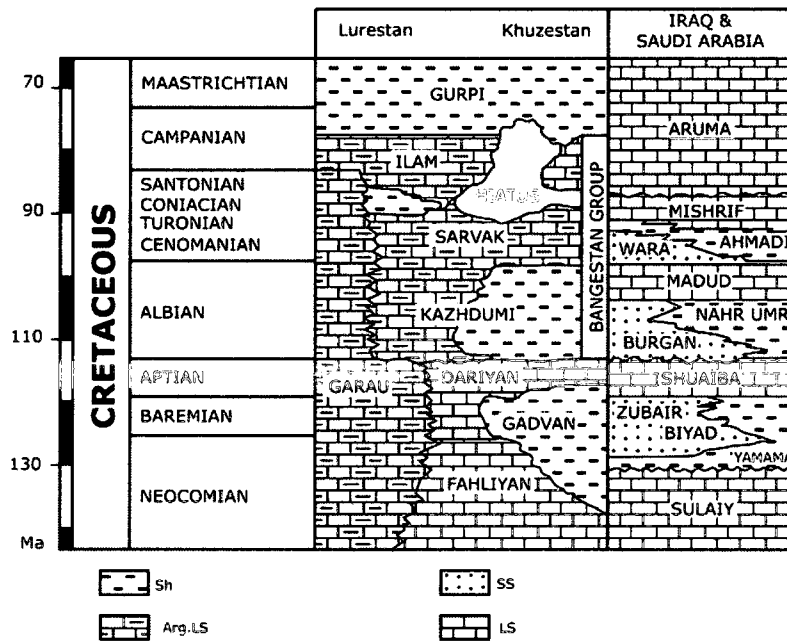 Lurestan Khuzestan IRAQ &
SAUDI ARABIA
70
90
110
130
Ma
CRETACEOUS
MAASTRICHTIAN
CAMPANIAN
SANTONIAN
CONIACIAN
TURONIAN
CENOMANIAN
ALBIAN
APTIAN
BAREMIAN
NEOCOMIAN
GURPI
ILAM
HIATUS
SARVAK
KAZHDUMI
GARAU
DARIYAN
GADVAN
FAHLIYAN
BANGESTAN GROUP
ARUMA
MISHRIF
WARA AHMADI
MADUD
NAHR UMR
BURGAN
ISHUAIBA
ZUBAIR
BIYAD
YAMAMA
SULAIY
Sh SS
Arg.LS LS